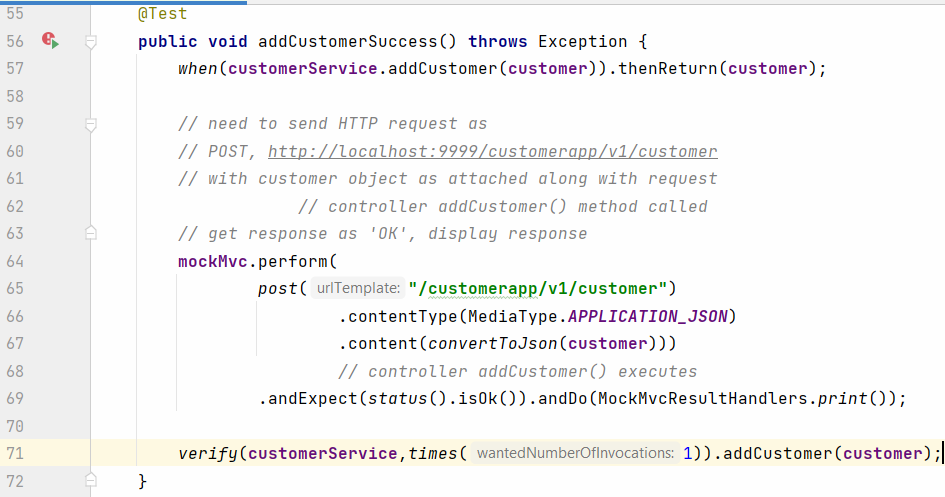 55 @Test
56 public void addCustomerSuccess() throws Exception {
57 when(customerService.addCustomer(customer)).thenReturn(customer);
58
59 // need to send HTTP request as
60 // POST, http://localhost:9999/customerapp/v1/customer
61 // with customer object as attached along with request
62 // controller addCustomer() method called
63 // get response as 'OK', display response
64 mockMvc.perform(
65 post( urlTemplate: "/customerapp/v1/customer")
66 .contentType(MediaType.APPLICATION_JSON)
67 .content(convertToJson(customer)))
68 // controller addCustomer() executes
69 .andExpect(status().isOk()).andDo(MockMvcResultHandlers.print());
70
71 verify(customerService,times( wantedNumberOfInvocations: 1)).addCustomer(customer);
72 }